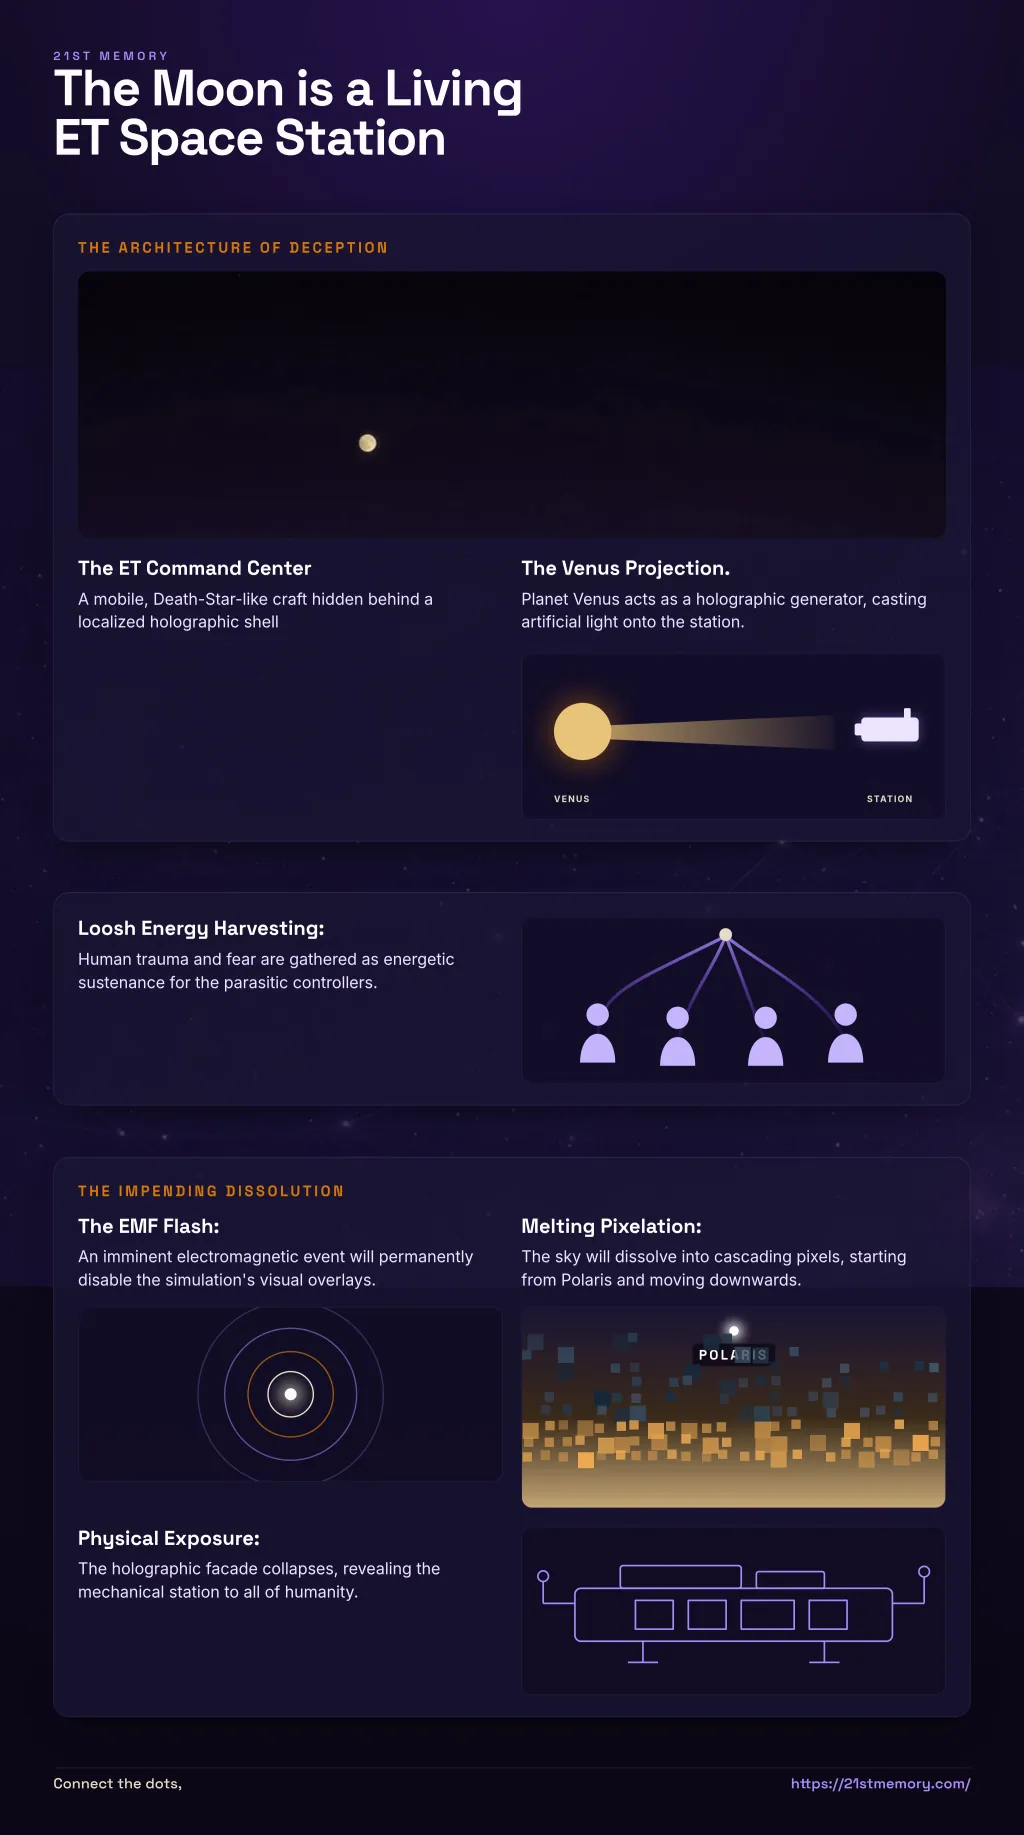 21ST MEMORY
The Moon is a Living
ET Space Station
THE ARCHITECTURE OF DECEPTION
The ET Command Center
A mobile, Death-Star-like craft hidden behind a
localized holographic shell
The Venus Projection.
Planet Venus acts as a holographic generator, casting
artificial light onto the station.
VENUS
STATION
Loosh Energy Harvesting:
Human trauma and fear are gathered as energetic
sustenance for the parasitic controllers.
THE IMPENDING DISSOLUTION
The EMF Flash:
An imminent electromagnetic event will permanently
disable the simulation's visual overlays.
Melting Pixelation:
The sky will dissolve into cascading pixels, starting
from Polaris and moving downwards.
POLARIS
Physical Exposure:
The holographic facade collapses, revealing the
mechanical station to all of humanity.
Connect the dots,
https://21stmemory.com/